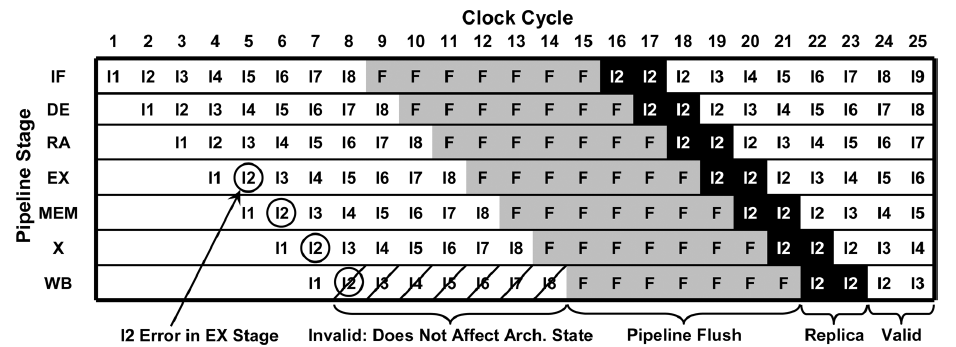 Clock Cycle
1 2 3 4 5 6 7 8 9 10 11 12 13 14 15 16 17 18 19 20 21 22 23 24 25
Pipeline Stage
IF I1 I2 I3 I4 I5 I6 I7 I8 F F F F F F F I2 I2 I2 I3 I4 I5 I6 I7 I8 I9
DE I1 I2 I3 I4 I5 I6 I7 I8 F F F F F F F I2 I2 I2 I3 I4 I5 I6 I7 I8
RA I1 I2 I3 I4 I5 I6 I7 I8 F F F F F F F I2 I2 I2 I3 I4 I5 I6 I7
EX I1 I2 I3 I4 I5 I6 I7 I8 F F F F F F F I2 I2 I2 I3 I4 I5 I6
MEM I1 I2 I3 I4 I5 I6 I7 I8 F F F F F F F I2 I2 I2 I3 I4 I5
X I1 I2 I3 I4 I5 I6 I7 I8 F F F F F F F I2 I2 I2 I3 I4
WB I1 I2 I3 I4 I5 I6 I7 I8 F F F F F F F I2 I2 I2 I3
I2 Error in EX Stage Invalid: Does Not Affect Arch. State Pipeline Flush Replica Valid